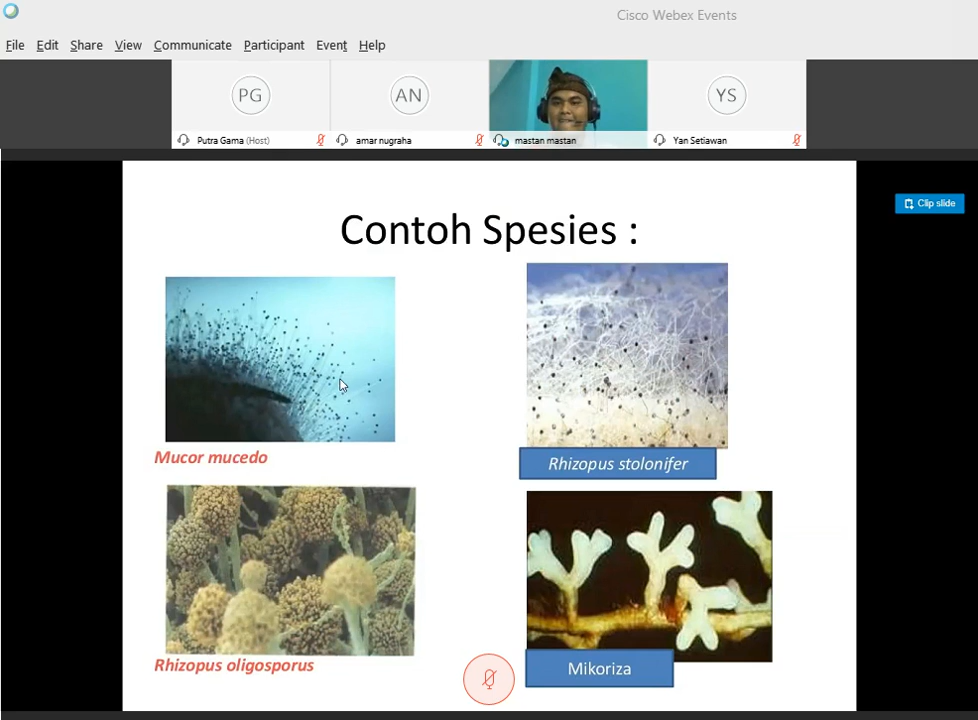 Cisco Webex Events
File Edit Share View Communicate Participant Event Help
PG AN YS
Putra Gama (Host) amar nugraha mastan mastan Yan Setiawan
Clip slide
Contoh Spesies :
Mucor mucedo
Rhizopus stolonifer
Rhizopus oligosporus
Mikoriza